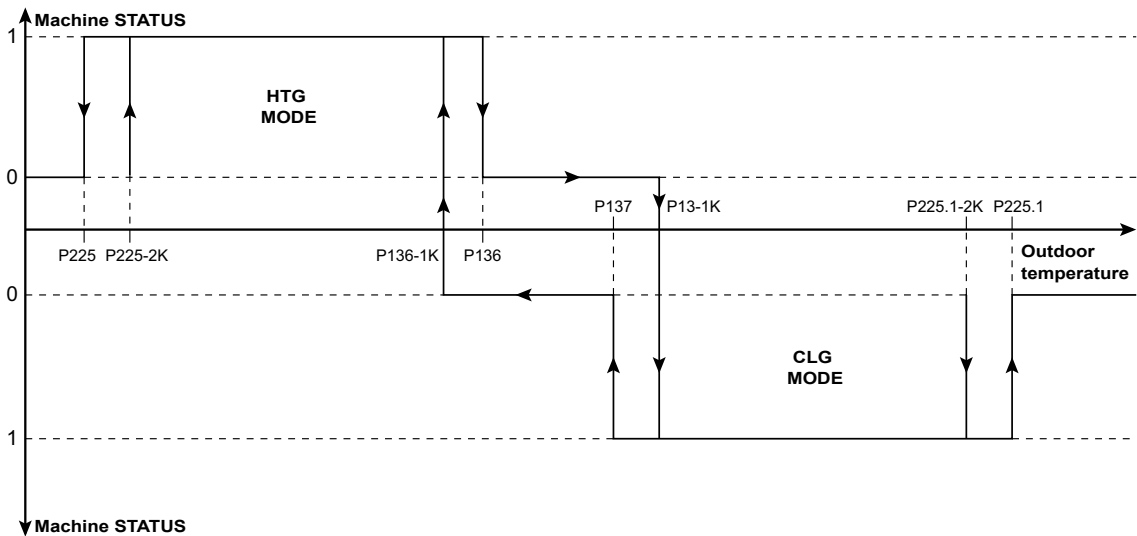 Machine STATUS
1
HTG
MODE
0
P137
P13-1K
P225.1-2K
P225.1
P225
P225-2K
P136-1K
P136
Outdoor
temperature
0
CLG
MODE
1
Machine STATUS